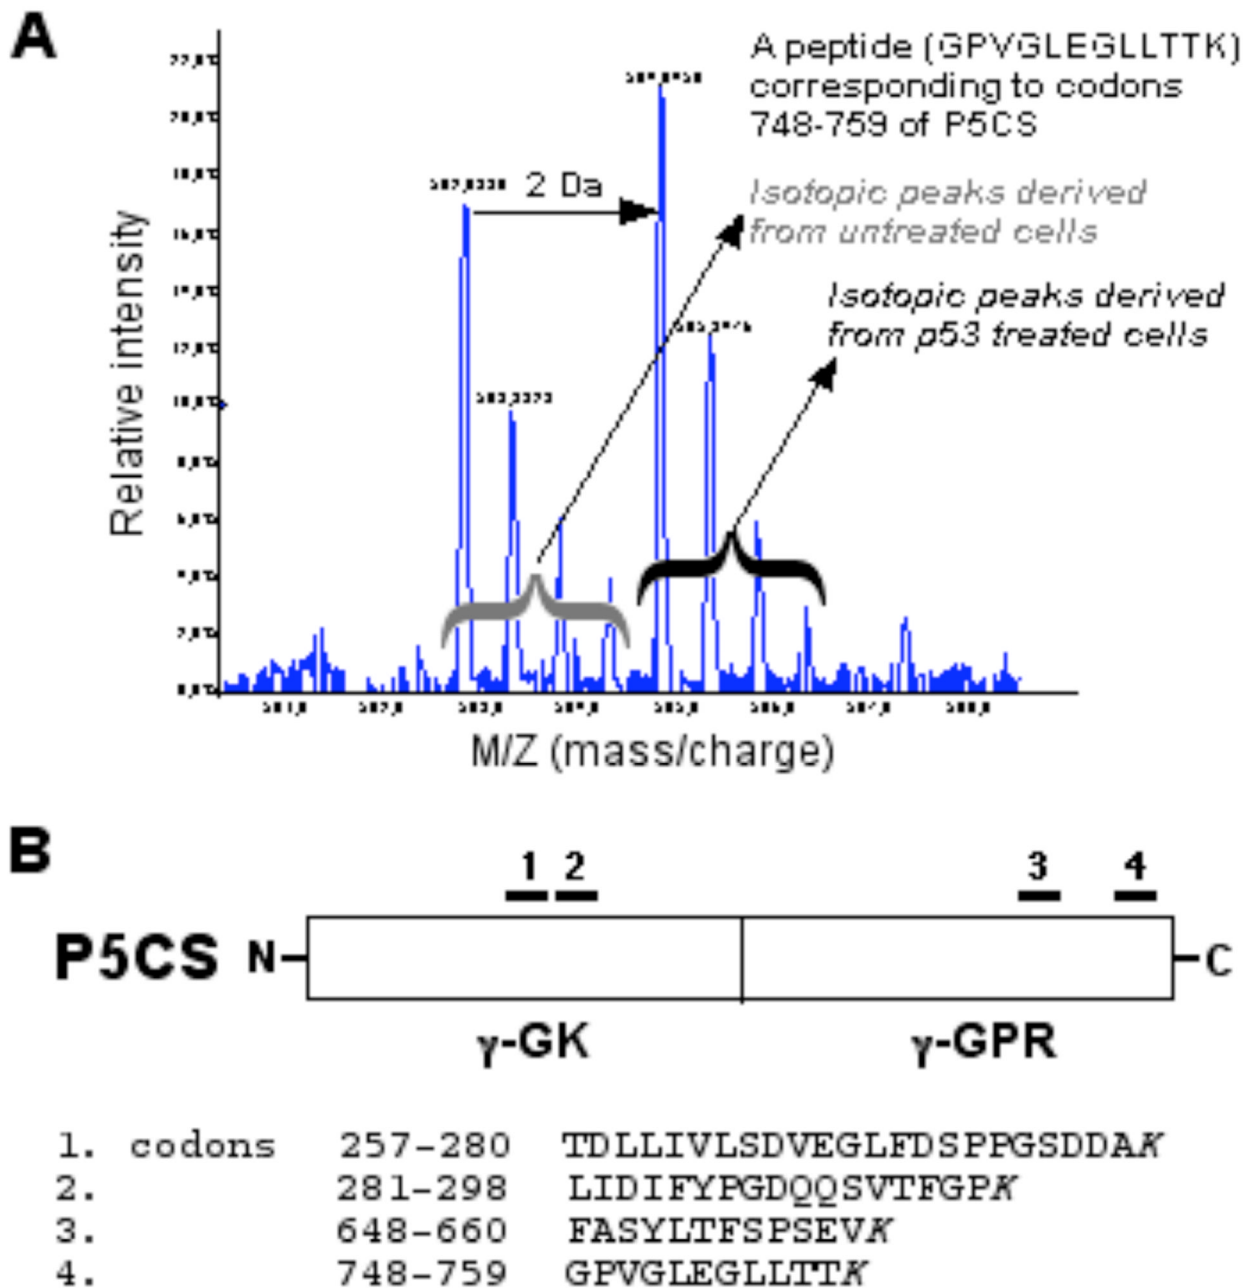 A
A peptide (GPVGLEGLLTTK)
corresponding to codons
748-759 of P5CS
2 Da
Isotopic peaks derived
from untreated cells
Isotopic peaks derived
from p53 treated cells
Relative intensity
M/Z (mass/charge)
B
1 2 3 4
P5CS N C
γ-GK γ-GPR
1. codons 257-280 TDLLIVLSDVEGLFDSPPGSDDAK
2. 281-298 LIDIFYPGDQQSVTFGPK
3. 648-660 FASYLTFSPSEVK
4. 748-759 GPVGLEGLLTTK